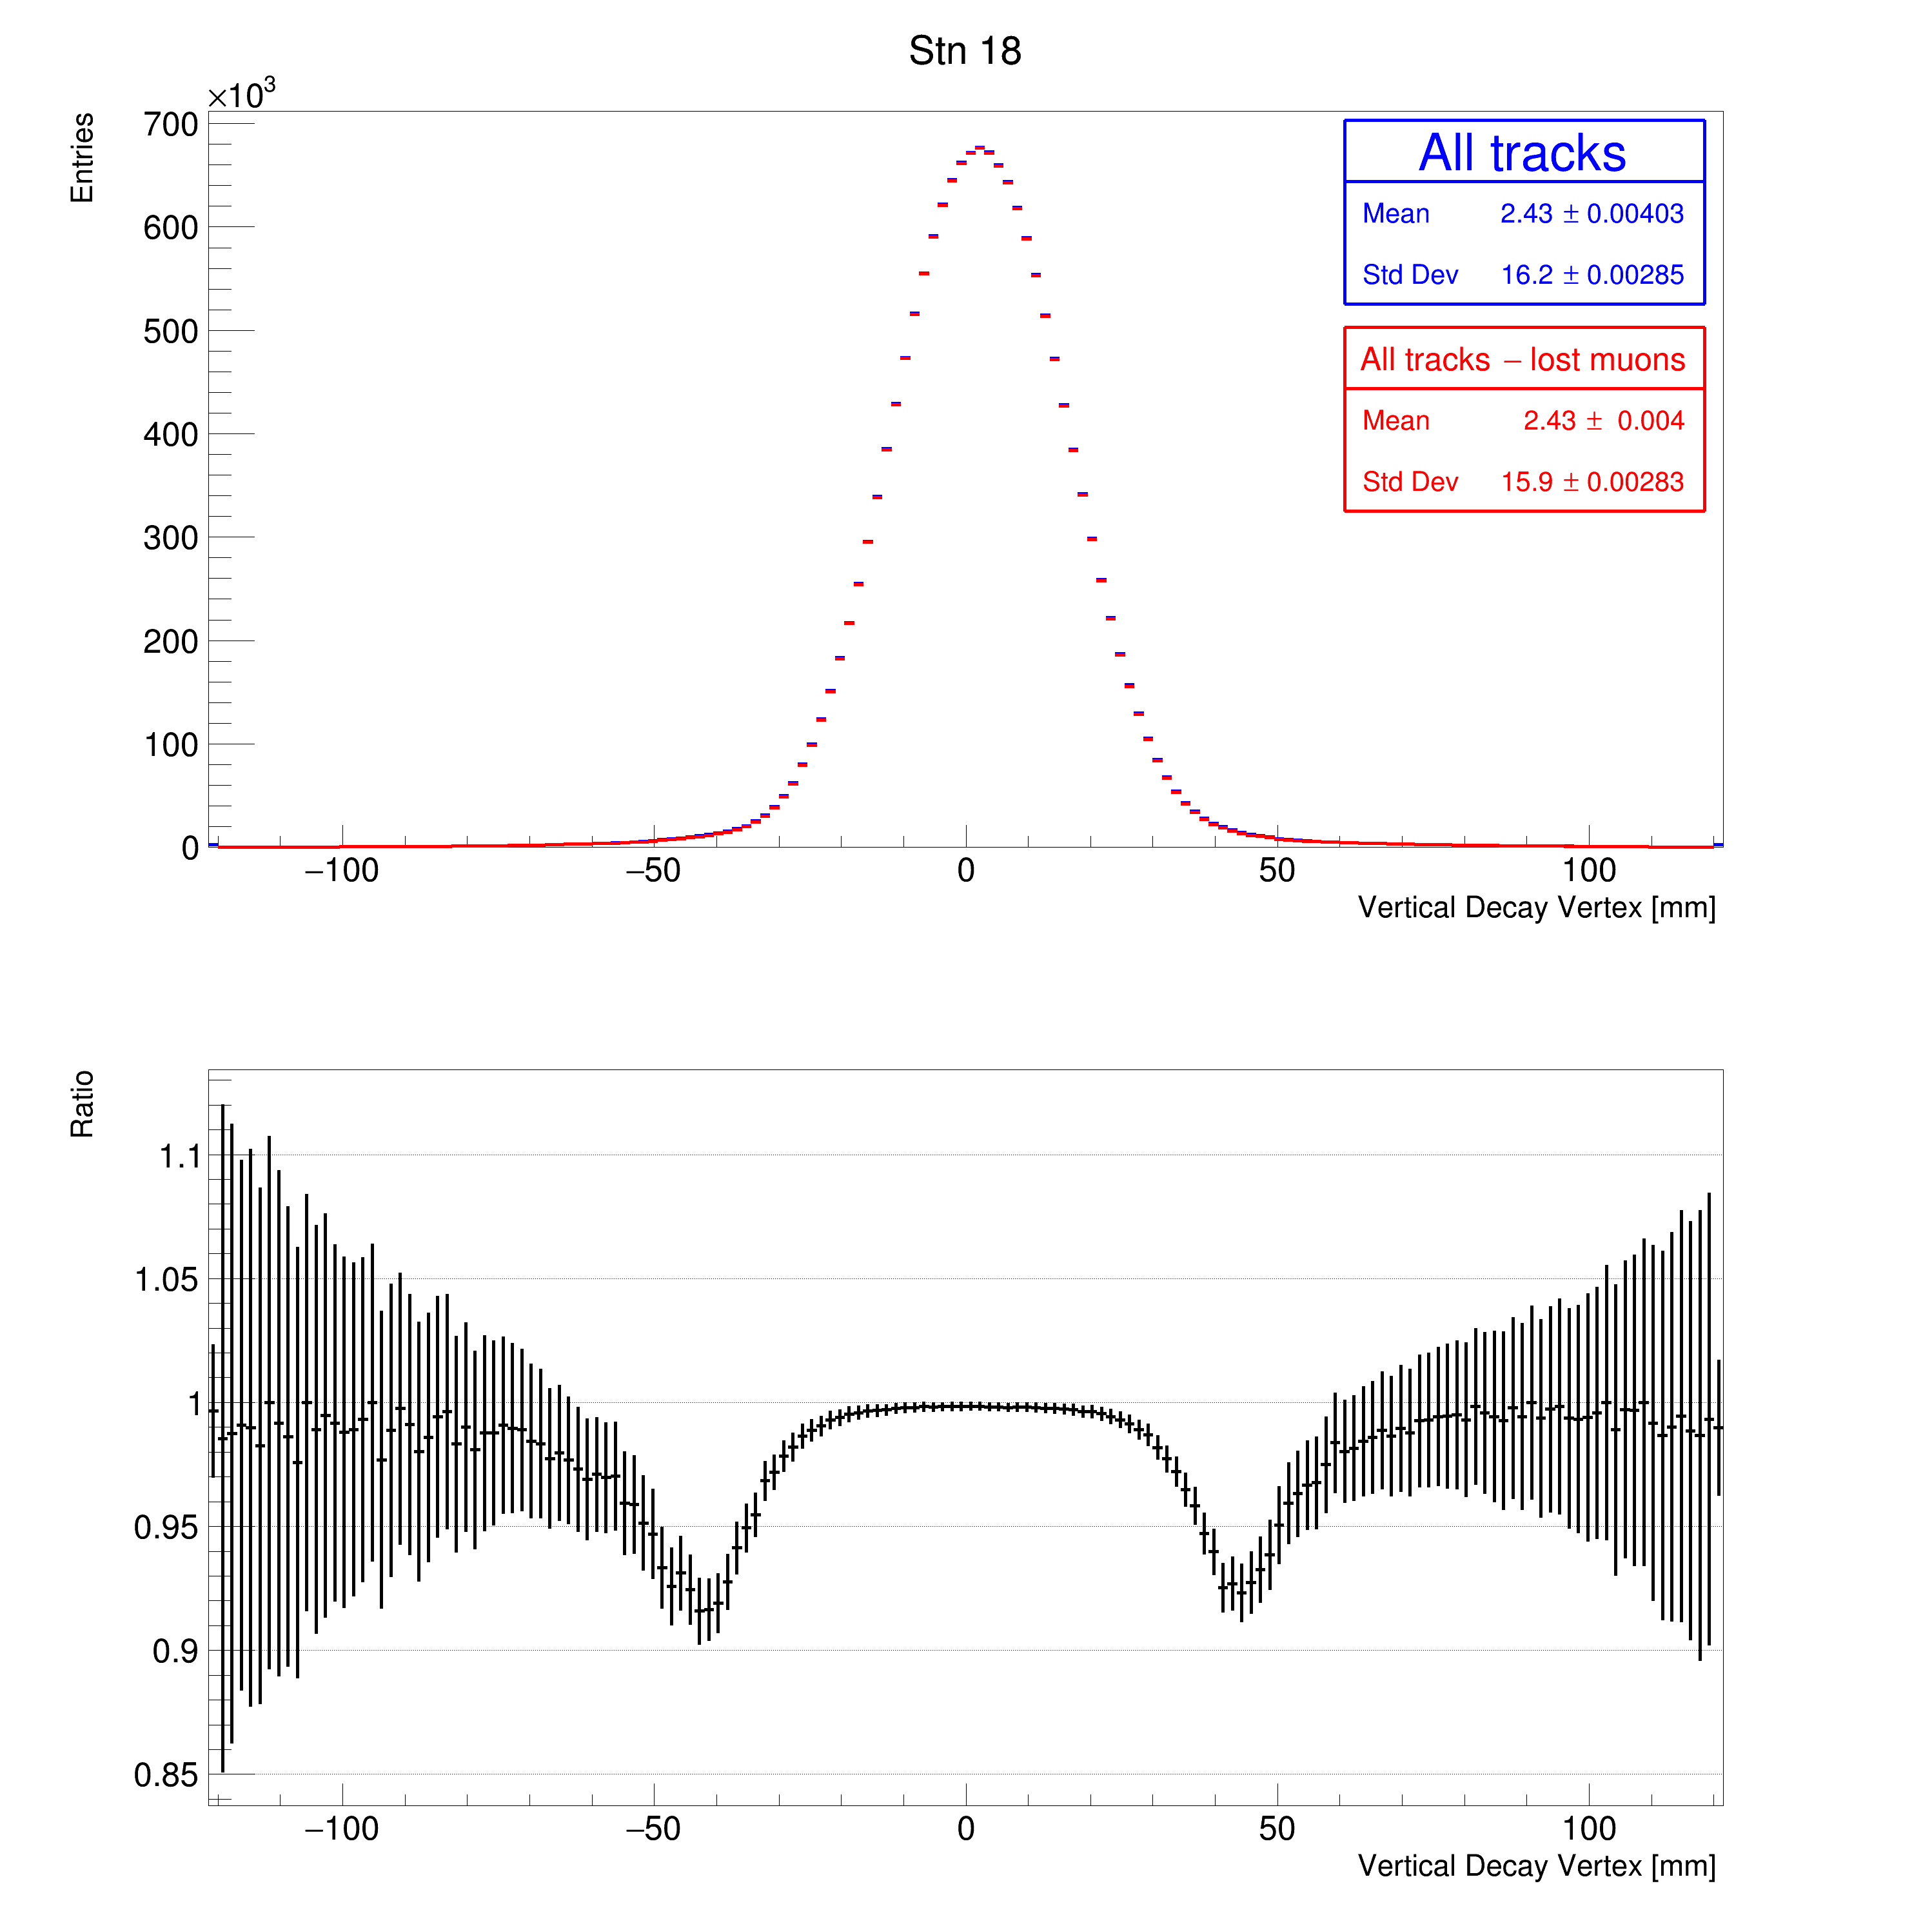 Stn 18
×10³
Entries
700
600
500
400
300
200
100
0
−100
−50
0
50
100
Vertical Decay Vertex [mm]
All tracks
Mean 2.43 ± 0.00403
Std Dev 16.2 ± 0.00285
All tracks − lost muons
Mean 2.43 ± 0.004
Std Dev 15.9 ± 0.00283
Ratio
1.1
1.05
1
0.95
0.9
0.85
−100
−50
0
50
100
Vertical Decay Vertex [mm]